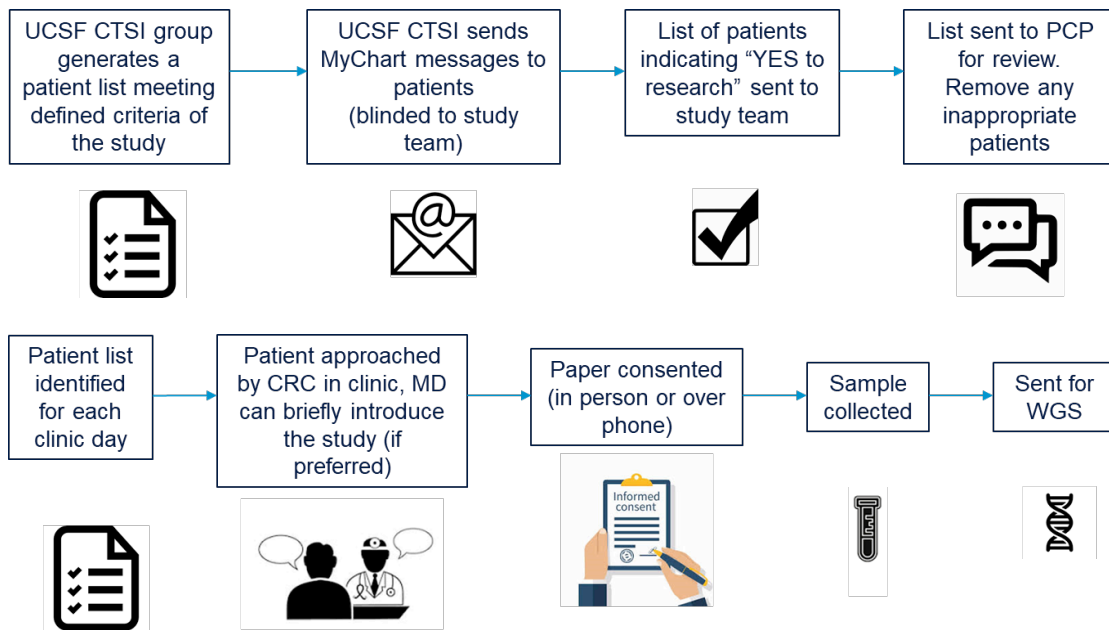 UCSF CTSI group
generates a
patient list meeting
defined criteria of
the study
UCSF CTSI sends
MyChart messages to
patients
(blinded to study
team)
List of patients
indicating “YES to
research” sent to
study team
List sent to PCP
for review.
Remove any
inappropriate
patients
@
Patient list
identified
for each
clinic day
Patient approached
by CRC in clinic, MD
can briefly introduce
the study (if
preferred)
Paper consented
(in person or over
phone)
Sample
collected
Sent for
WGS
Informed
consent